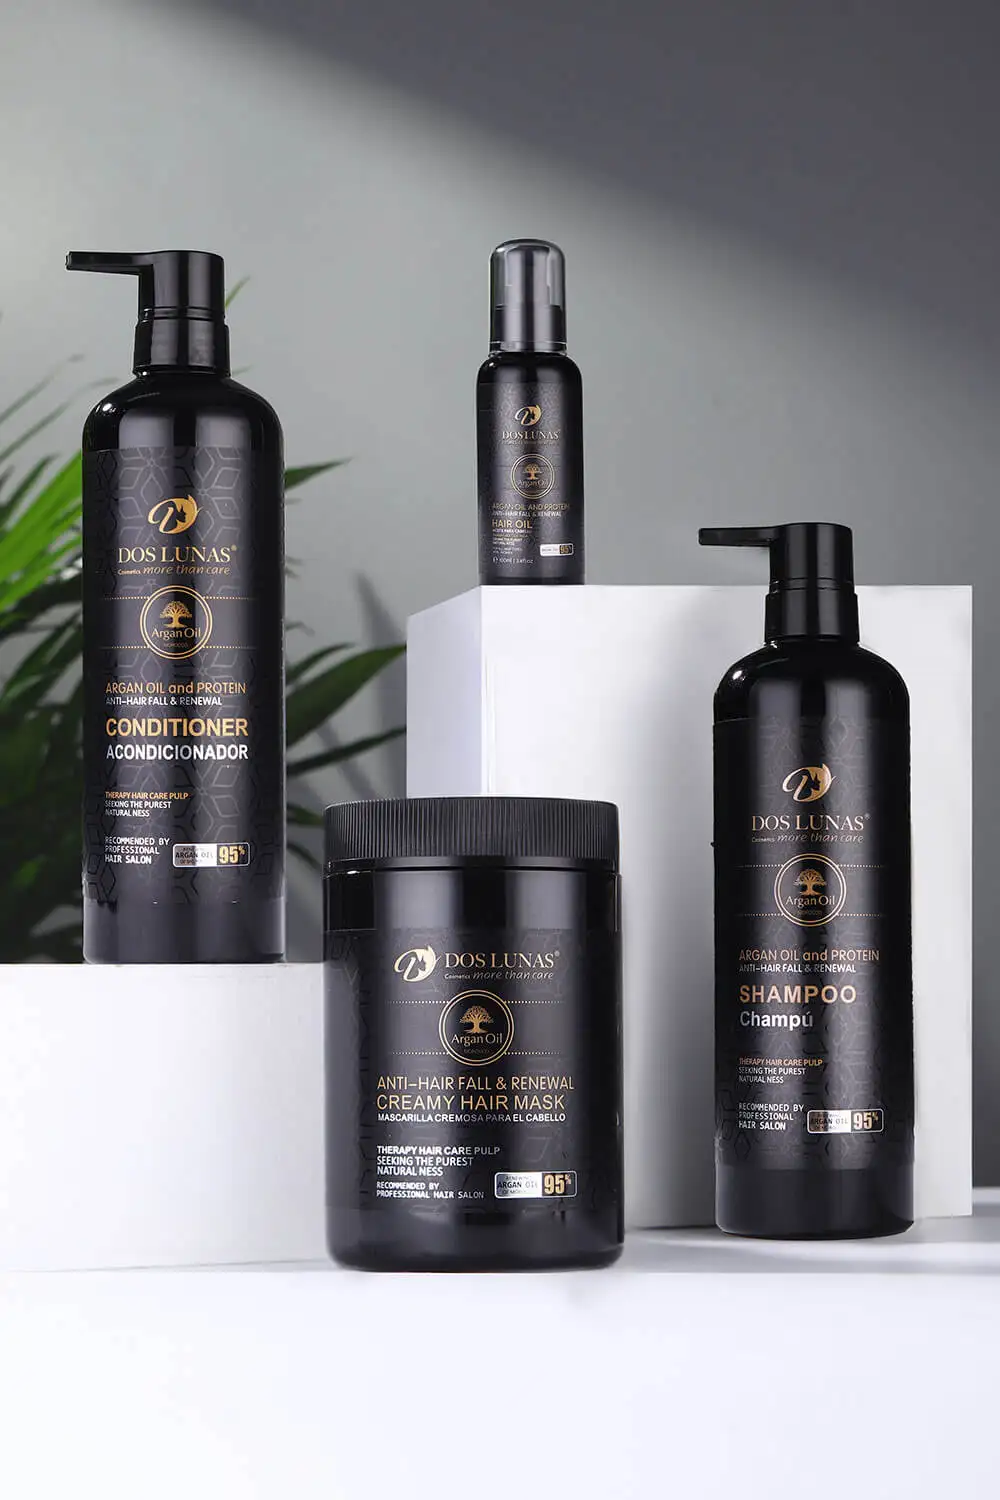 DOS LUNAS®
Cosmetics more than care
Argan Oil
MOROCCO
ARGAN OIL and PROTEIN
ANTI-HAIR FALL & RENEWAL
CONDITIONER
ACONDICIONADOR
THERAPY HAIR CARE PULP
SEEKING THE PUREST
NATURAL NESS
RECOMMENDED BY
PROFESSIONAL
HAIR SALON
ARGAN OIL
95%
DOS LUNAS®
Argan Oil
ARGAN OIL AND PROTEIN
ANTI-HAIR FALL & RENEWAL
HAIR OIL
100ml
95%
DOS LUNAS®
Cosmetics more than care
Argan Oil
MOROCCO
ANTI-HAIR FALL & RENEWAL
CREAMY HAIR MASK
MASCARILLA CREMOSA PARA EL CABELLO
THERAPY HAIR CARE PULP
SEEKING THE PUREST
NATURAL NESS
RECOMMENDED BY
PROFESSIONAL HAIR SALON
ARGAN OIL
95%
DOS LUNAS®
Cosmetics more than care
Argan Oil
MOROCCO
ARGAN OIL and PROTEIN
ANTI-HAIR FALL & RENEWAL
SHAMPOO
Champú
THERAPY HAIR CARE PULP
SEEKING THE PUREST
NATURAL NESS
RECOMMENDED BY
PROFESSIONAL
HAIR SALON
ARGAN OIL
95%